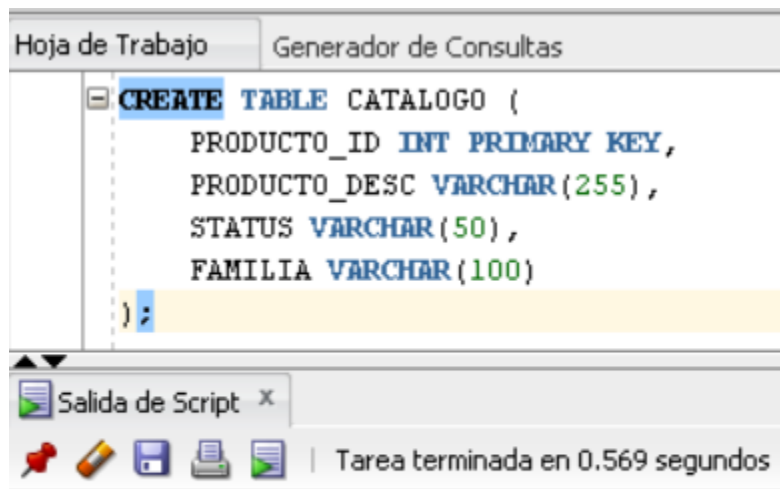 Hoja de Trabajo Generador de Consultas
CREATE TABLE CATALOGO (
PRODUCTO_ID INT PRIMARY KEY,
PRODUCTO_DESC VARCHAR(255),
STATUS VARCHAR(50),
FAMILIA VARCHAR(100)
);
Salida de Script x
Tarea terminada en 0.569 segundos